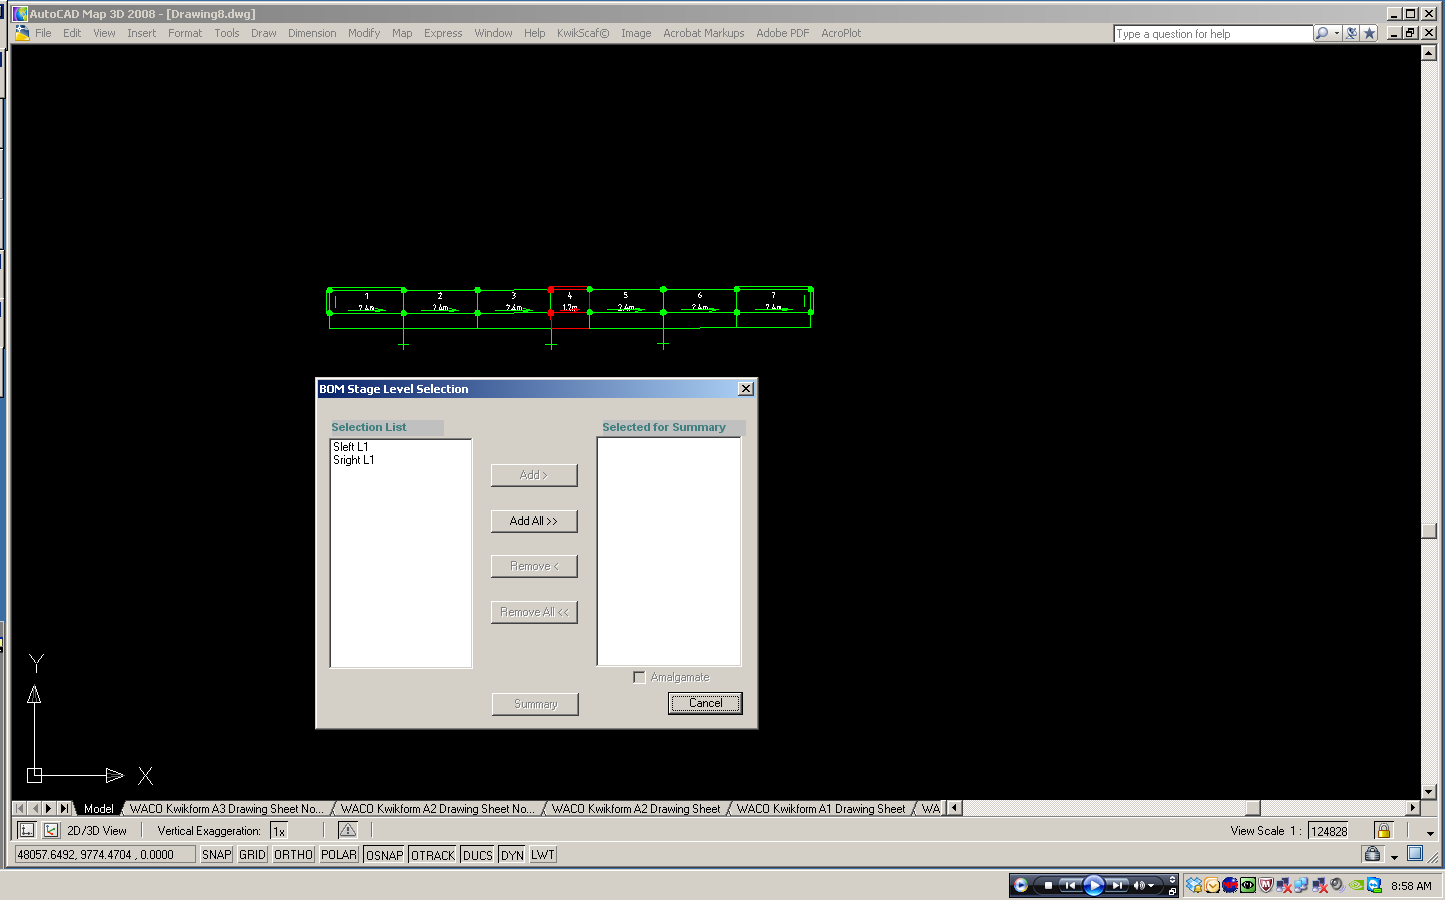 AutoCAD Map 3D 2008 - [Drawing8.dwg]
File Edit View Insert Format Tools Draw Dimension Modify Map Express Window Help KwikScaf© Image Acrobat Markups Adobe PDF AcroPlot
Type a question for help
1 2 3 4 5 6 7
2.4m 2.4m 2.4m 1.2m 2.4m 2.4m 2.4m
BOM Stage Level Selection
Selection List
Selected for Summary
Sleft L1
Sright L1
Add >
Add All >>
Remove <
Remove All <<
Amalgamate
Summary
Cancel
Y
X
Model
WACO Kwikform A3 Drawing Sheet No...
WACO Kwikform A2 Drawing Sheet No...
WACO Kwikform A2 Drawing Sheet
WACO Kwikform A1 Drawing Sheet
WA
2D/3D View
Vertical Exaggeration: 1x
View Scale 1 : 124828
48057.6492, 9774.4704 , 0.0000
SNAP GRID ORTHO POLAR OSNAP OTRACK DUCS DYN LWT
8:58 AM